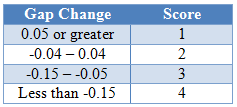 Gap Change Score
0.05 or greater 1
-0.04 – 0.04 2
-0.15 – -0.05 3
Less than -0.15 4